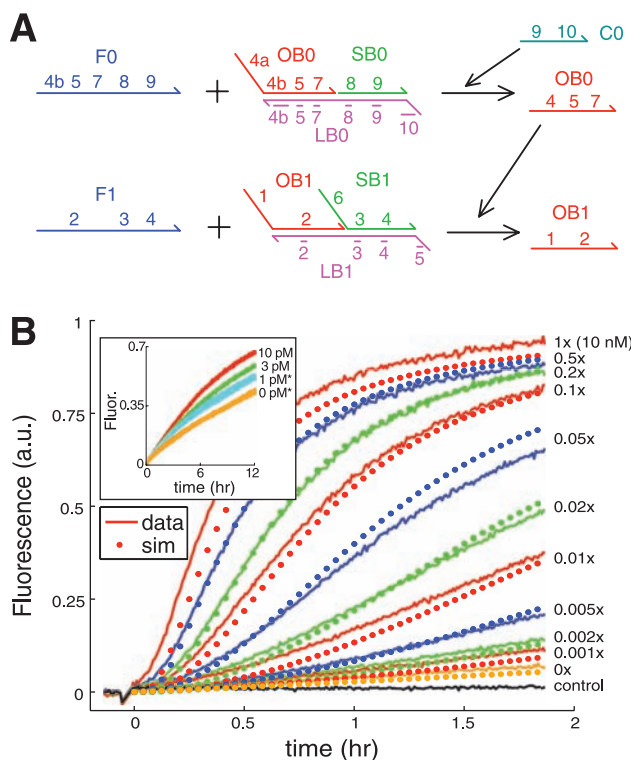 A
F0
4b 5 7 8 9
+
4a
OB0
SB0
4b 5 7
8 9
4b 5 7 8 9 10
LB0
9 10
C0
OB0
4 5 7
F1
2 3 4
+
1
OB1
6
SB1
2
3 4
2 3 4 5
LB1
OB1
1 2
B
1
0.75
0.5
0.25
0
Fluorescence (a.u.)
0.7
0.35
0
Fluor.
10 pM
3 pM
1 pM*
0 pM*
0 6 12
time (hr)
data
sim
1x (10 nM)
0.5x
0.2x
0.1x
0.05x
0.02x
0.01x
0.005x
0.002x
0.001x
0x
control
0 0.5 1 1.5 2
time (hr)